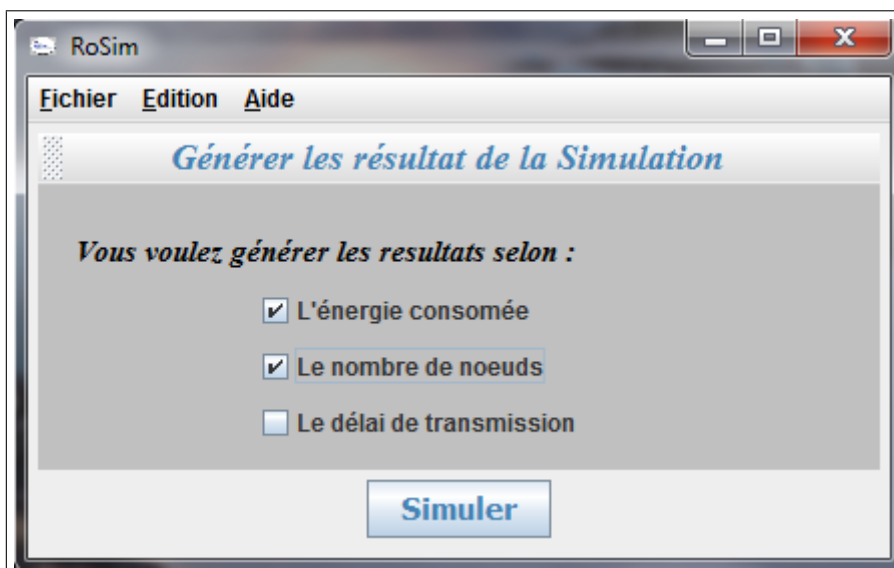 RoSim
Fichier Edition Aide
Générer les résultat de la Simulation
Vous voulez générer les resultats selon :
L'énergie consomée
Le nombre de noeuds
Le délai de transmission
Simuler